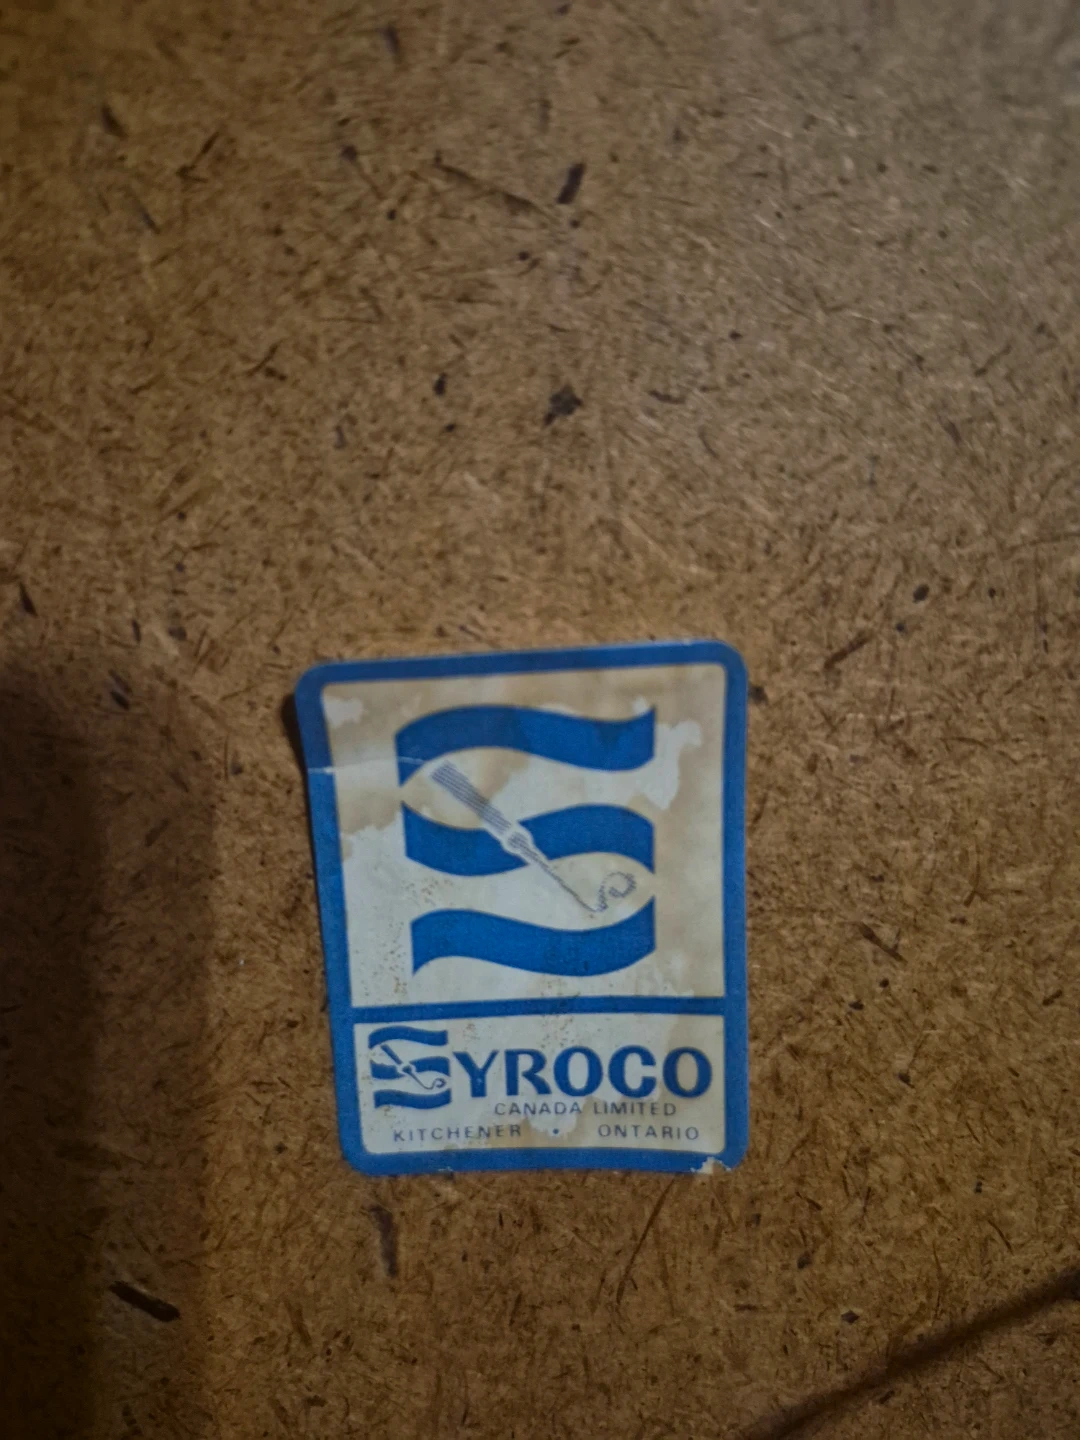 SYROCO
CANADA LIMITED
KITCHENER • ONTARIO